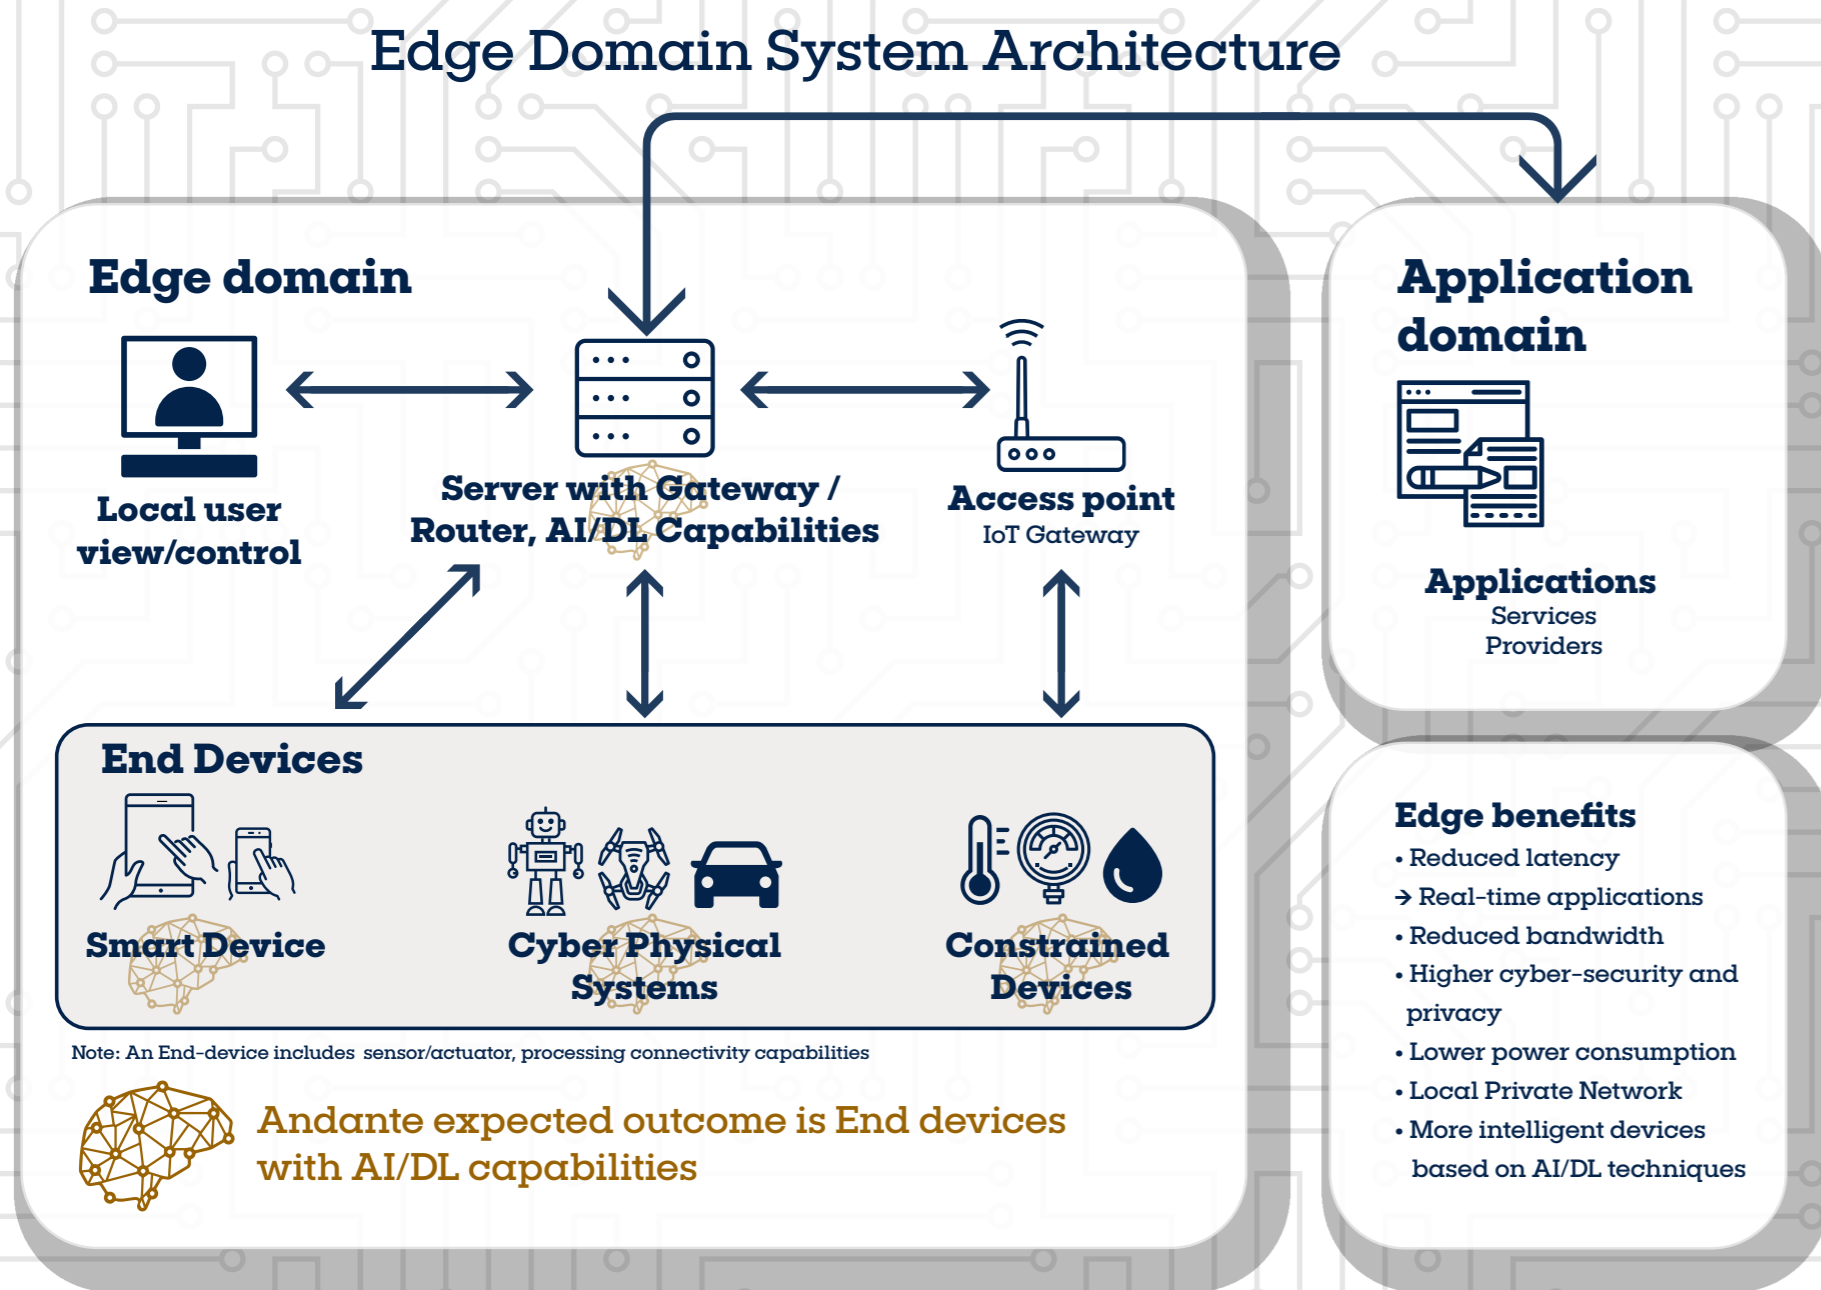 Edge Domain System Architecture
Edge domain
Local user
view/control
Server with Gateway /
Router, AI/DL Capabilities
Access point
IoT Gateway
End Devices
Smart Device
Cyber Physical
Systems
Constrained
Devices
Note: An End-device includes sensor/actuator, processing connectivity capabilities
Andante expected outcome is End devices
with AI/DL capabilities
Application
domain
Applications
Services
Providers
Edge benefits
• Reduced latency
→ Real-time applications
• Reduced bandwidth
• Higher cyber-security and
privacy
• Lower power consumption
• Local Private Network
• More intelligent devices
based on AI/DL techniques